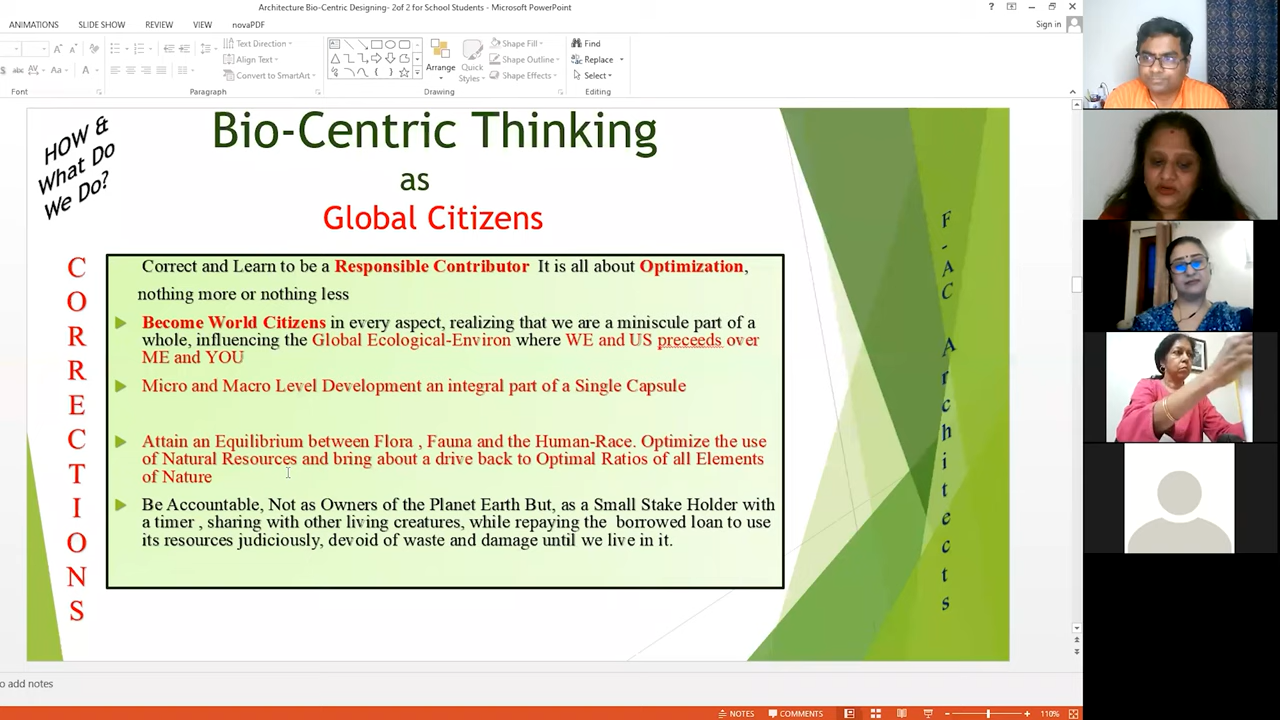 Architecture Bio-Centric Designing- 2of 2 for School Students - Microsoft PowerPoint
?
ANIMATIONS SLIDE SHOW REVIEW VIEW novaPDF
Sign in
Text Direction
Align Text
Convert to SmartArt
Arrange
Quick
Styles
Shape Fill
Shape Outline
Shape Effects
Find
Replace
Select
Font Paragraph Drawing Editing
HOW &
What Do
We Do?
Bio-Centric Thinking
as
Global Citizens
CORRECTIONS
Correct and Learn to be a Responsible Contributor It is all about Optimization,
nothing more or nothing less
Become World Citizens in every aspect, realizing that we are a miniscule part of a
whole, influencing the Global Ecological-Environ where WE and US preceeds over
ME and YOU
Micro and Macro Level Development an integral part of a Single Capsule
Attain an Equilibrium between Flora , Fauna and the Human-Race. Optimize the use
of Natural Resources and bring about a drive back to Optimal Ratios of all Elements
of Nature
Be Accountable, Not as Owners of the Planet Earth But, as a Small Stake Holder with
a timer , sharing with other living creatures, while repaying the borrowed loan to use
its resources judiciously, devoid of waste and damage until we live in it.
F-AC Architects
o add notes
NOTES COMMENTS 110%